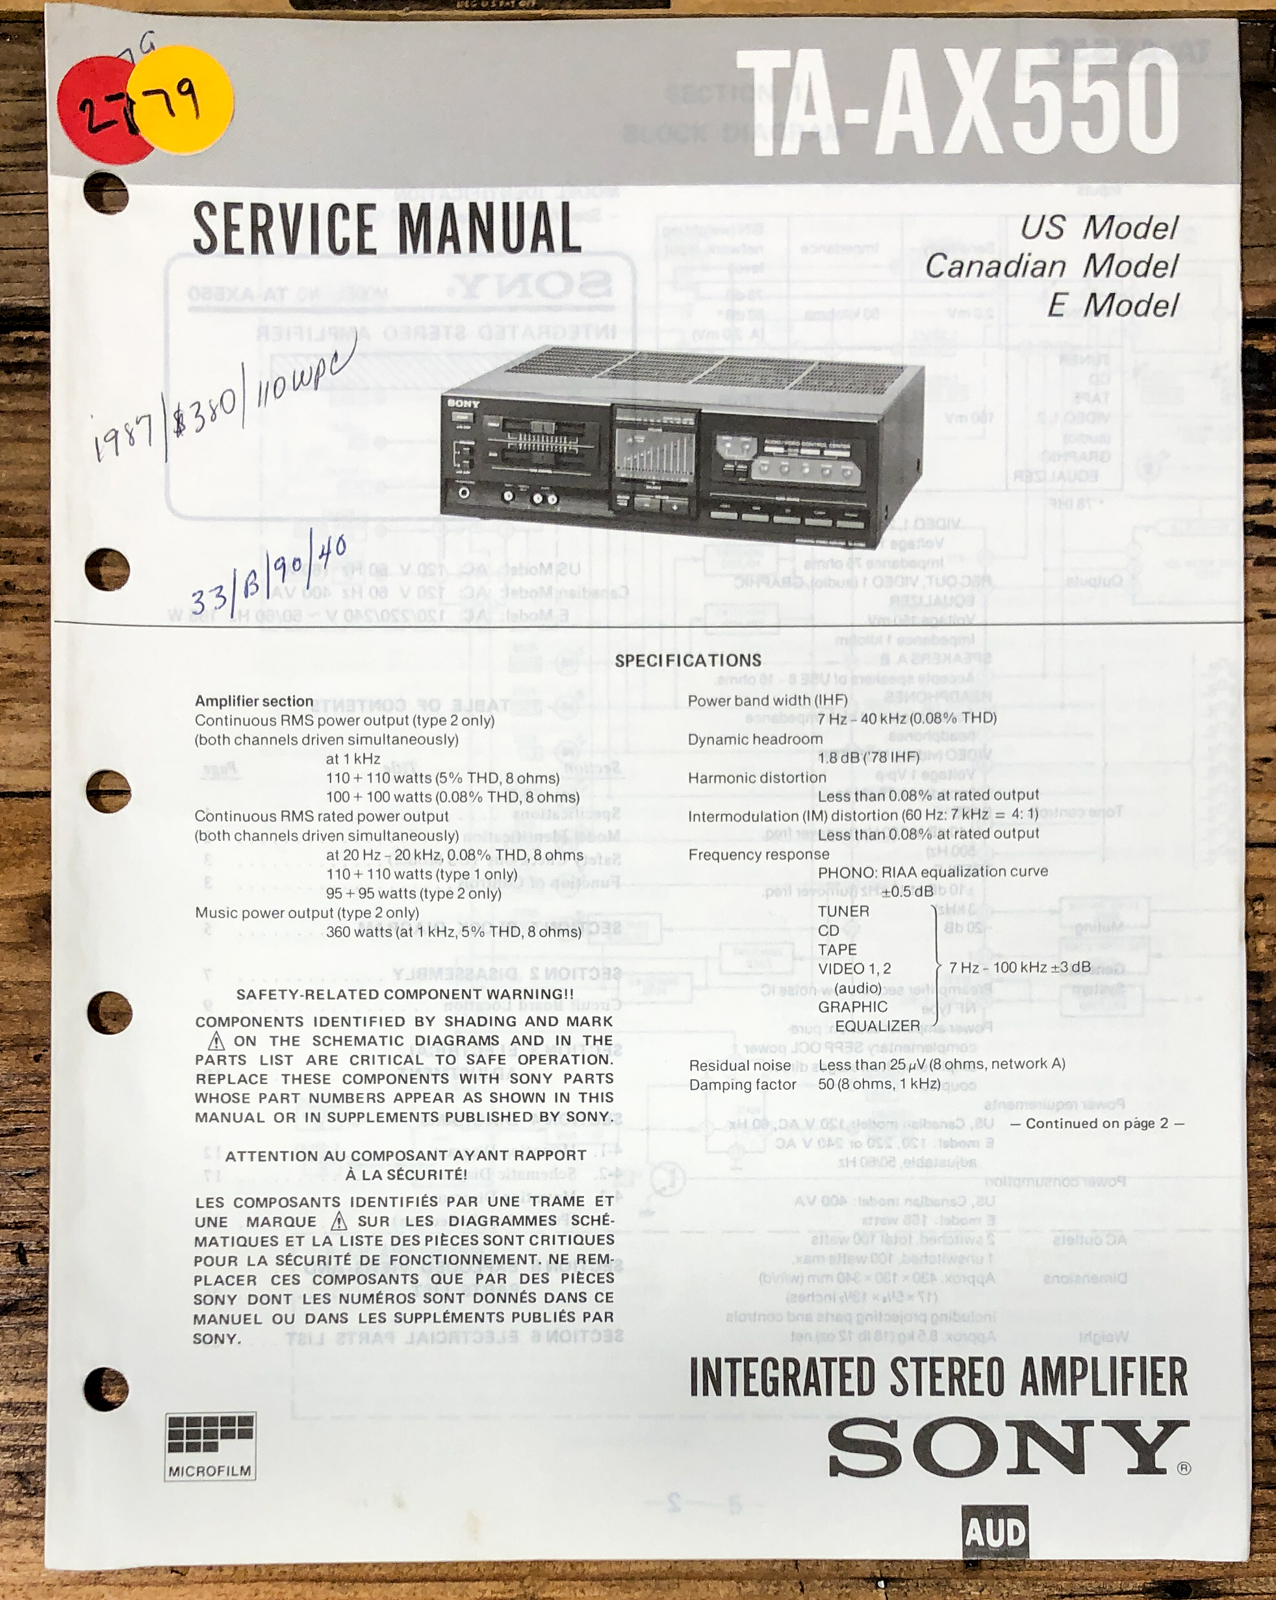 27
79
TA-AX550
SERVICE MANUAL
US Model
Canadian Model
E Model
1987/$380/110WPC
33/B/90/40
SONY
SPECIFICATIONS
Amplifier section
Continuous RMS power output (type 2 only)
(both channels driven simultaneously)
at 1 kHz
110 + 110 watts (5% THD, 8 ohms)
100 + 100 watts (0.08% THD, 8 ohms)
Continuous RMS rated power output
(both channels driven simultaneously)
at 20 Hz – 20 kHz, 0.08% THD, 8 ohms
110 + 110 watts (type 1 only)
95 + 95 watts (type 2 only)
Music power output (type 2 only)
360 watts (at 1 kHz, 5% THD, 8 ohms)
SAFETY-RELATED COMPONENT WARNING!!
COMPONENTS IDENTIFIED BY SHADING AND MARK
⚠ ON THE SCHEMATIC DIAGRAMS AND IN THE
PARTS LIST ARE CRITICAL TO SAFE OPERATION.
REPLACE THESE COMPONENTS WITH SONY PARTS
WHOSE PART NUMBERS APPEAR AS SHOWN IN THIS
MANUAL OR IN SUPPLEMENTS PUBLISHED BY SONY.
ATTENTION AU COMPOSANT AYANT RAPPORT
À LA SÉCURITÉ!
LES COMPOSANTS IDENTIFIÉS PAR UNE TRAME ET
UNE MARQUE ⚠ SUR LES DIAGRAMMES SCHÉ-
MATIQUES ET LA LISTE DES PIÈCES SONT CRITIQUES
POUR LA SÉCURITÉ DE FONCTIONNEMENT. NE REM-
PLACER CES COMPOSANTS QUE PAR DES PIÈCES
SONY DONT LES NUMÉROS SONT DONNÉS DANS CE
MANUEL OU DANS LES SUPPLÉMENTS PUBLIÉS PAR
SONY.
Power band width (IHF)
7 Hz – 40 kHz (0.08% THD)
Dynamic headroom
1.8 dB ('78 IHF)
Harmonic distortion
Less than 0.08% at rated output
Intermodulation (IM) distortion (60 Hz: 7 kHz = 4: 1)
Less than 0.08% at rated output
Frequency response
PHONO: RIAA equalization curve
±0.5 dB
TUNER
CD
TAPE
VIDEO 1, 2
(audio)
GRAPHIC
EQUALIZER
7 Hz – 100 kHz ±3 dB
Residual noise Less than 25 μV (8 ohms, network A)
Damping factor 50 (8 ohms, 1 kHz)
— Continued on page 2 —
INTEGRATED STEREO AMPLIFIER
SONY®
MICROFILM
AUD